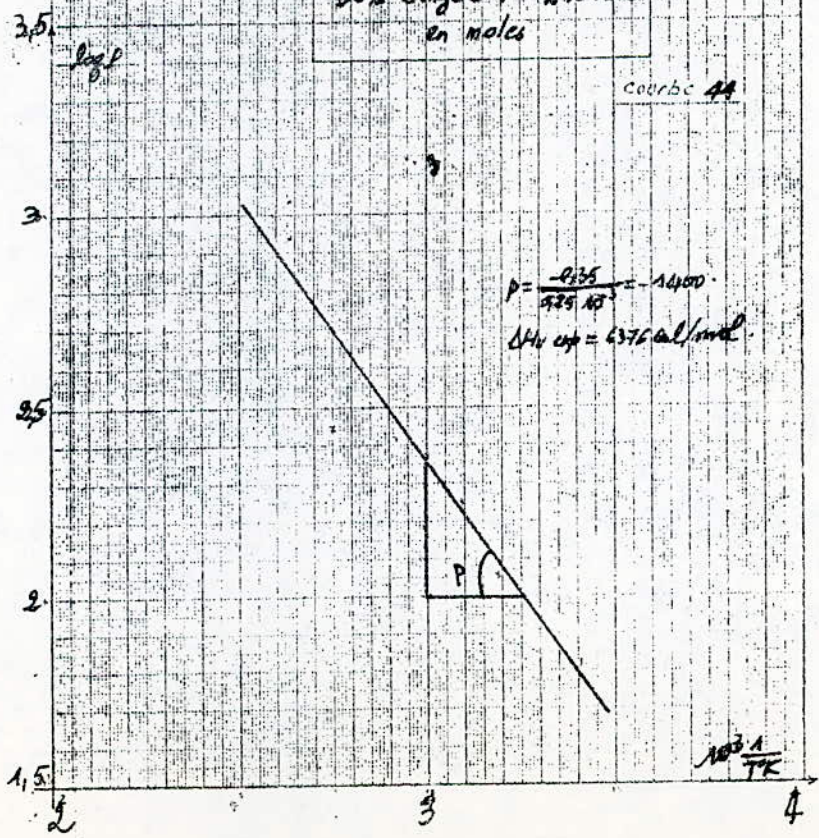 3,5
en moles
log P
courbe 44
3
P = -0,35 / 0,25 10⁻³ = -1400
ΔHv exp = 6376 cal/mol
2,5
P
2
10³ 1/T°K
1,5
2 3 4